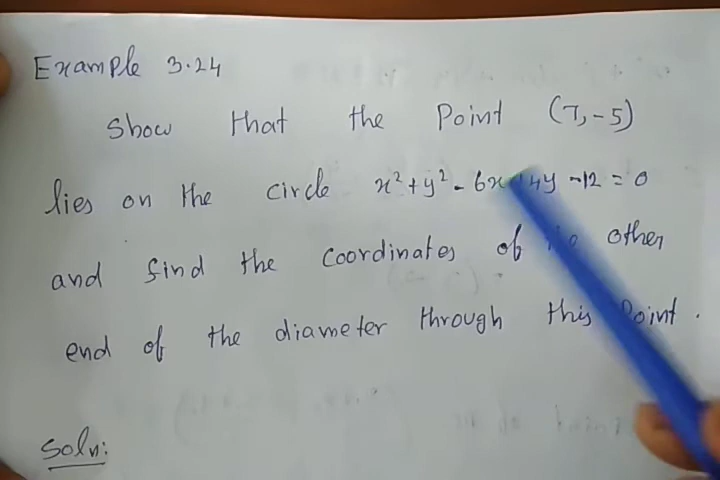 Example 3.24
Show that the Point (7,-5)
lies on the circle x² + y² - 6x + 4y - 12 = 0
and find the coordinates of other
end of the diameter through this Point.
Soln: